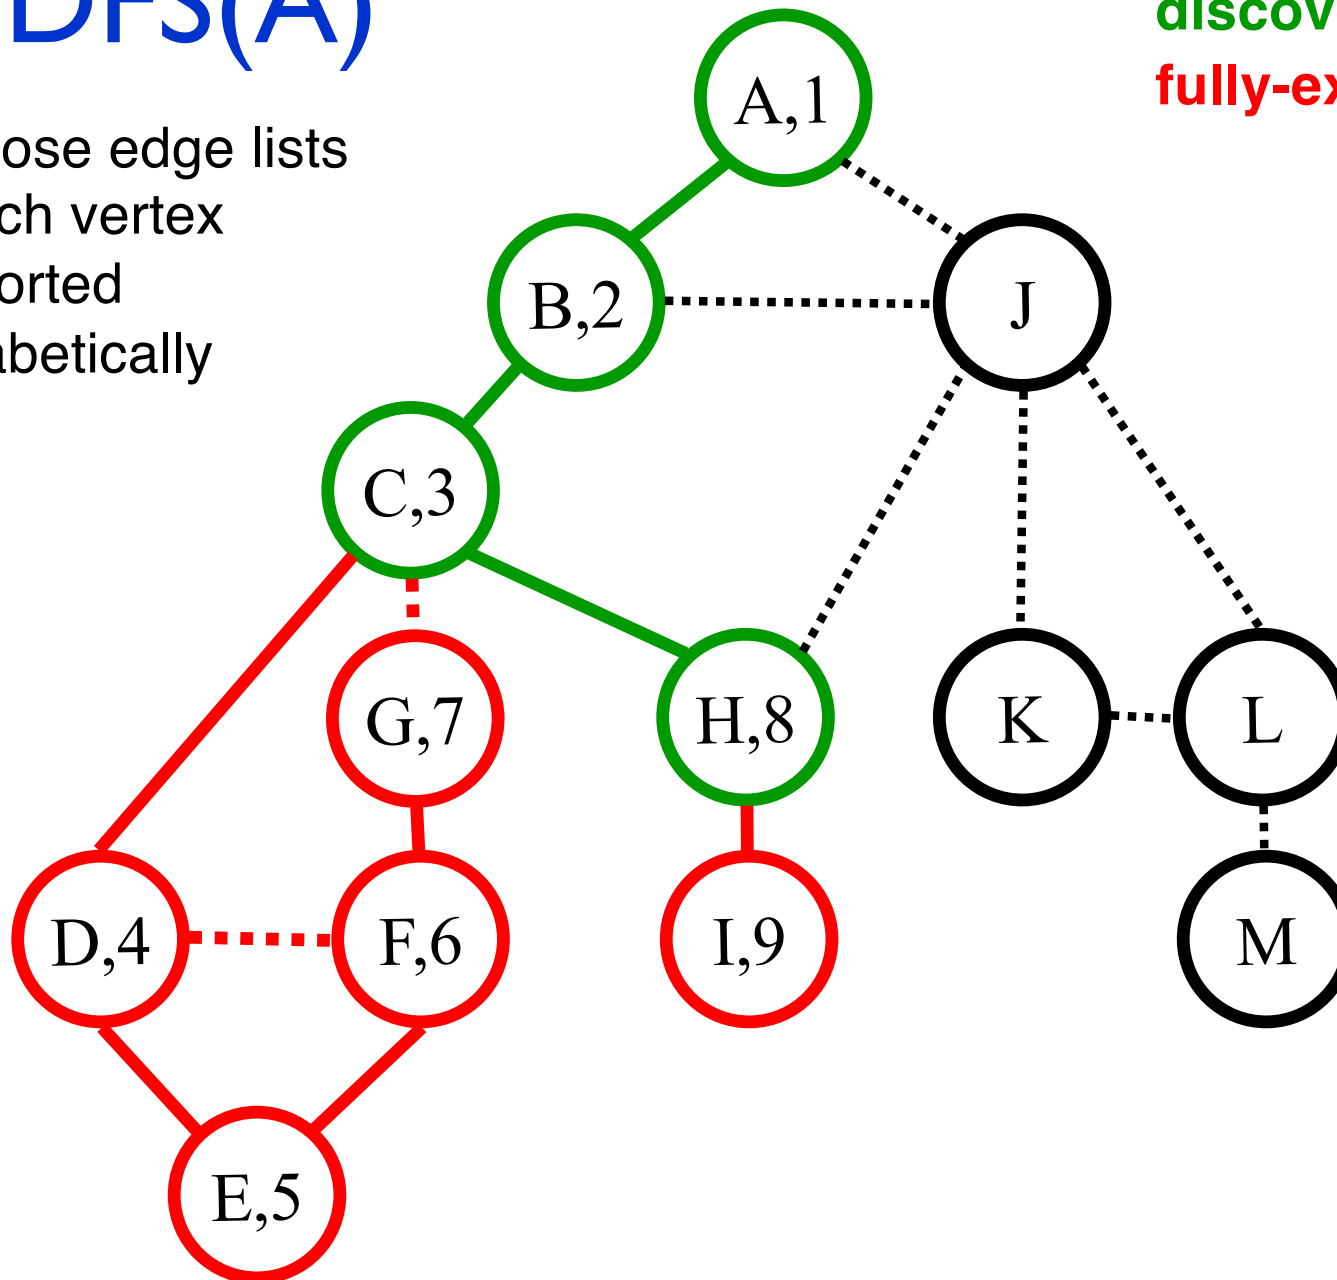 DFS(A)
discov
fully-ex
ose edge lists
ch vertex
orted
abetically
A,1
B,2
J
C,3
G,7
H,8
K
L
D,4
F,6
I,9
M
E,5